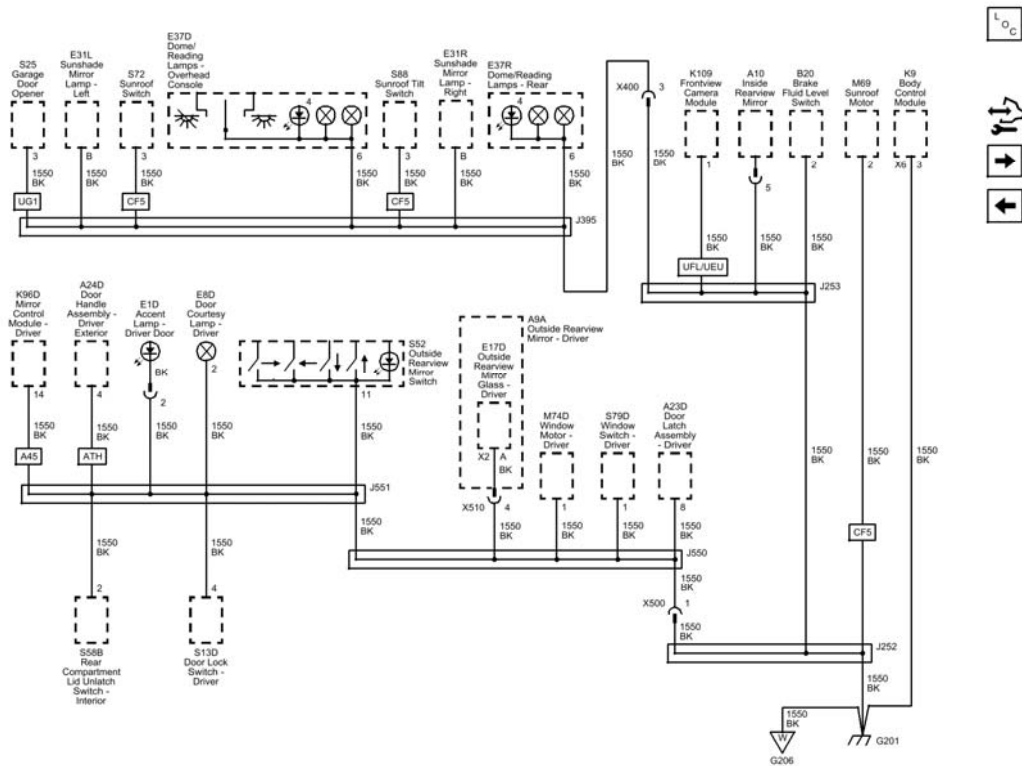 L
O
C
S25
Garage
Door
Opener
E31L
Sunshade
Mirror
Lamp -
Left
S72
Sunroof
Switch
E37D
Dome/
Reading
Lamps -
Overhead
Console
S88
Sunroof Tilt
Switch
E31R
Sunshade
Mirror
Lamp -
Right
E37R
Dome/Reading
Lamps - Rear
4
4
3
B
3
6
3
B
6
1550
BK
1550
BK
1550
BK
1550
BK
1550
BK
1550
BK
1550
BK
UG1
CF5
CF5
J395
1550
BK
X400
3
1550
BK
K109
Frontview
Camera
Module
A10
Inside
Rearview
Mirror
B20
Brake
Fluid Level
Switch
M69
Sunroof
Motor
K9
Body
Control
Module
1
5
2
2
X6
3
1550
BK
1550
BK
1550
BK
UFL/UEU
J253
K96D
Mirror
Control
Module -
Driver
A24D
Door
Handle
Assembly -
Driver
Exterior
E1D
Accent
Lamp -
Driver Door
E8D
Door
Courtesy
Lamp -
Driver
S52
Outside
Rearview
Mirror
Switch
14
4
BK
2
2
11
1550
BK
1550
BK
1550
BK
1550
BK
1550
BK
A45
ATH
J551
A9A
Outside Rearview
Mirror - Driver
E17D
Outside
Rearview
Mirror
Glass -
Driver
X2
A
BK
X510
4
M74D
Window
Motor -
Driver
S79D
Window
Switch -
Driver
A23D
Door
Latch
Assembly
- Driver
1
1
8
1550
BK
1550
BK
1550
BK
1550
BK
1550
BK
J550
1550
BK
X500
1
1550
BK
1550
BK
1550
BK
1550
BK
CF5
J252
1550
BK
1550
BK
2
S58B
Rear
Compartment
Lid Unlatch
Switch -
Interior
1550
BK
4
S13D
Door Lock
Switch -
Driver
1550
BK
1550
BK
W
G206
G201